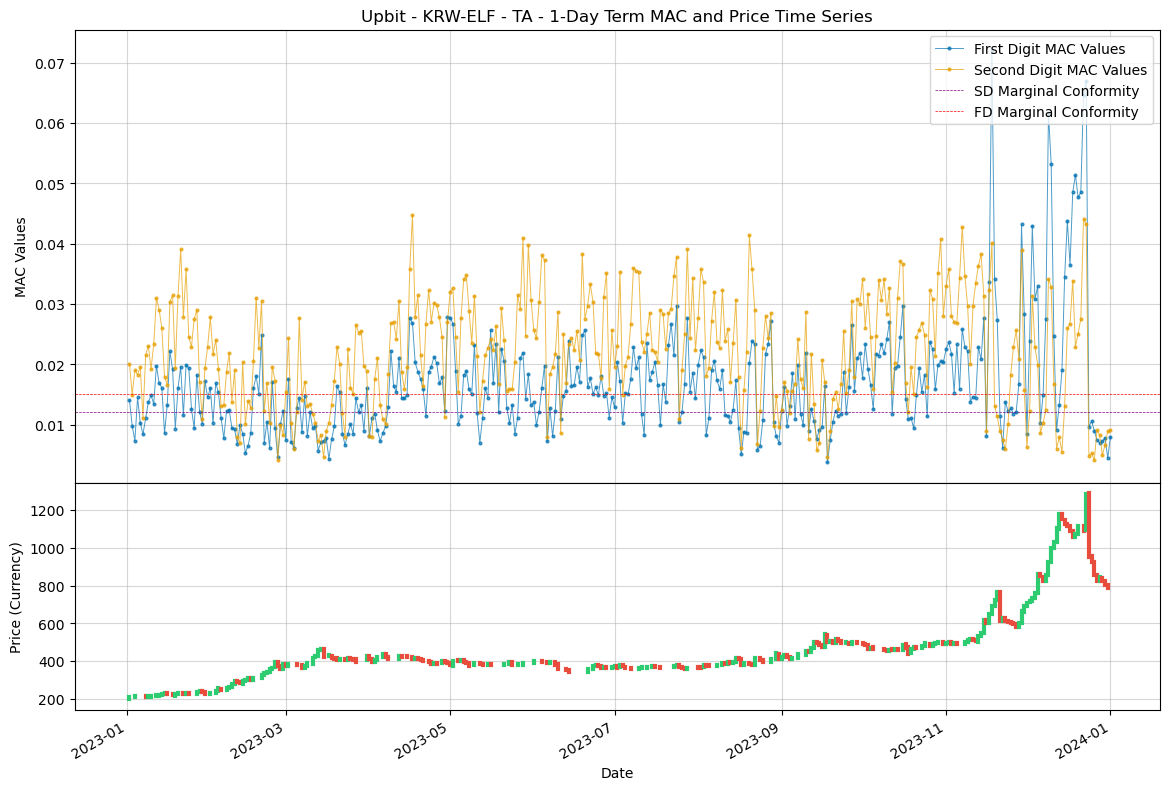 Upbit - KRW-ELF - TA - 1-Day Term MAC and Price Time Series
First Digit MAC Values
Second Digit MAC Values
SD Marginal Conformity
FD Marginal Conformity
MAC Values
0.07
0.06
0.05
0.04
0.03
0.02
0.01
Price (Currency)
1200
1000
800
600
400
200
2023-01
2023-03
2023-05
2023-07
2023-09
2023-11
2024-01
Date